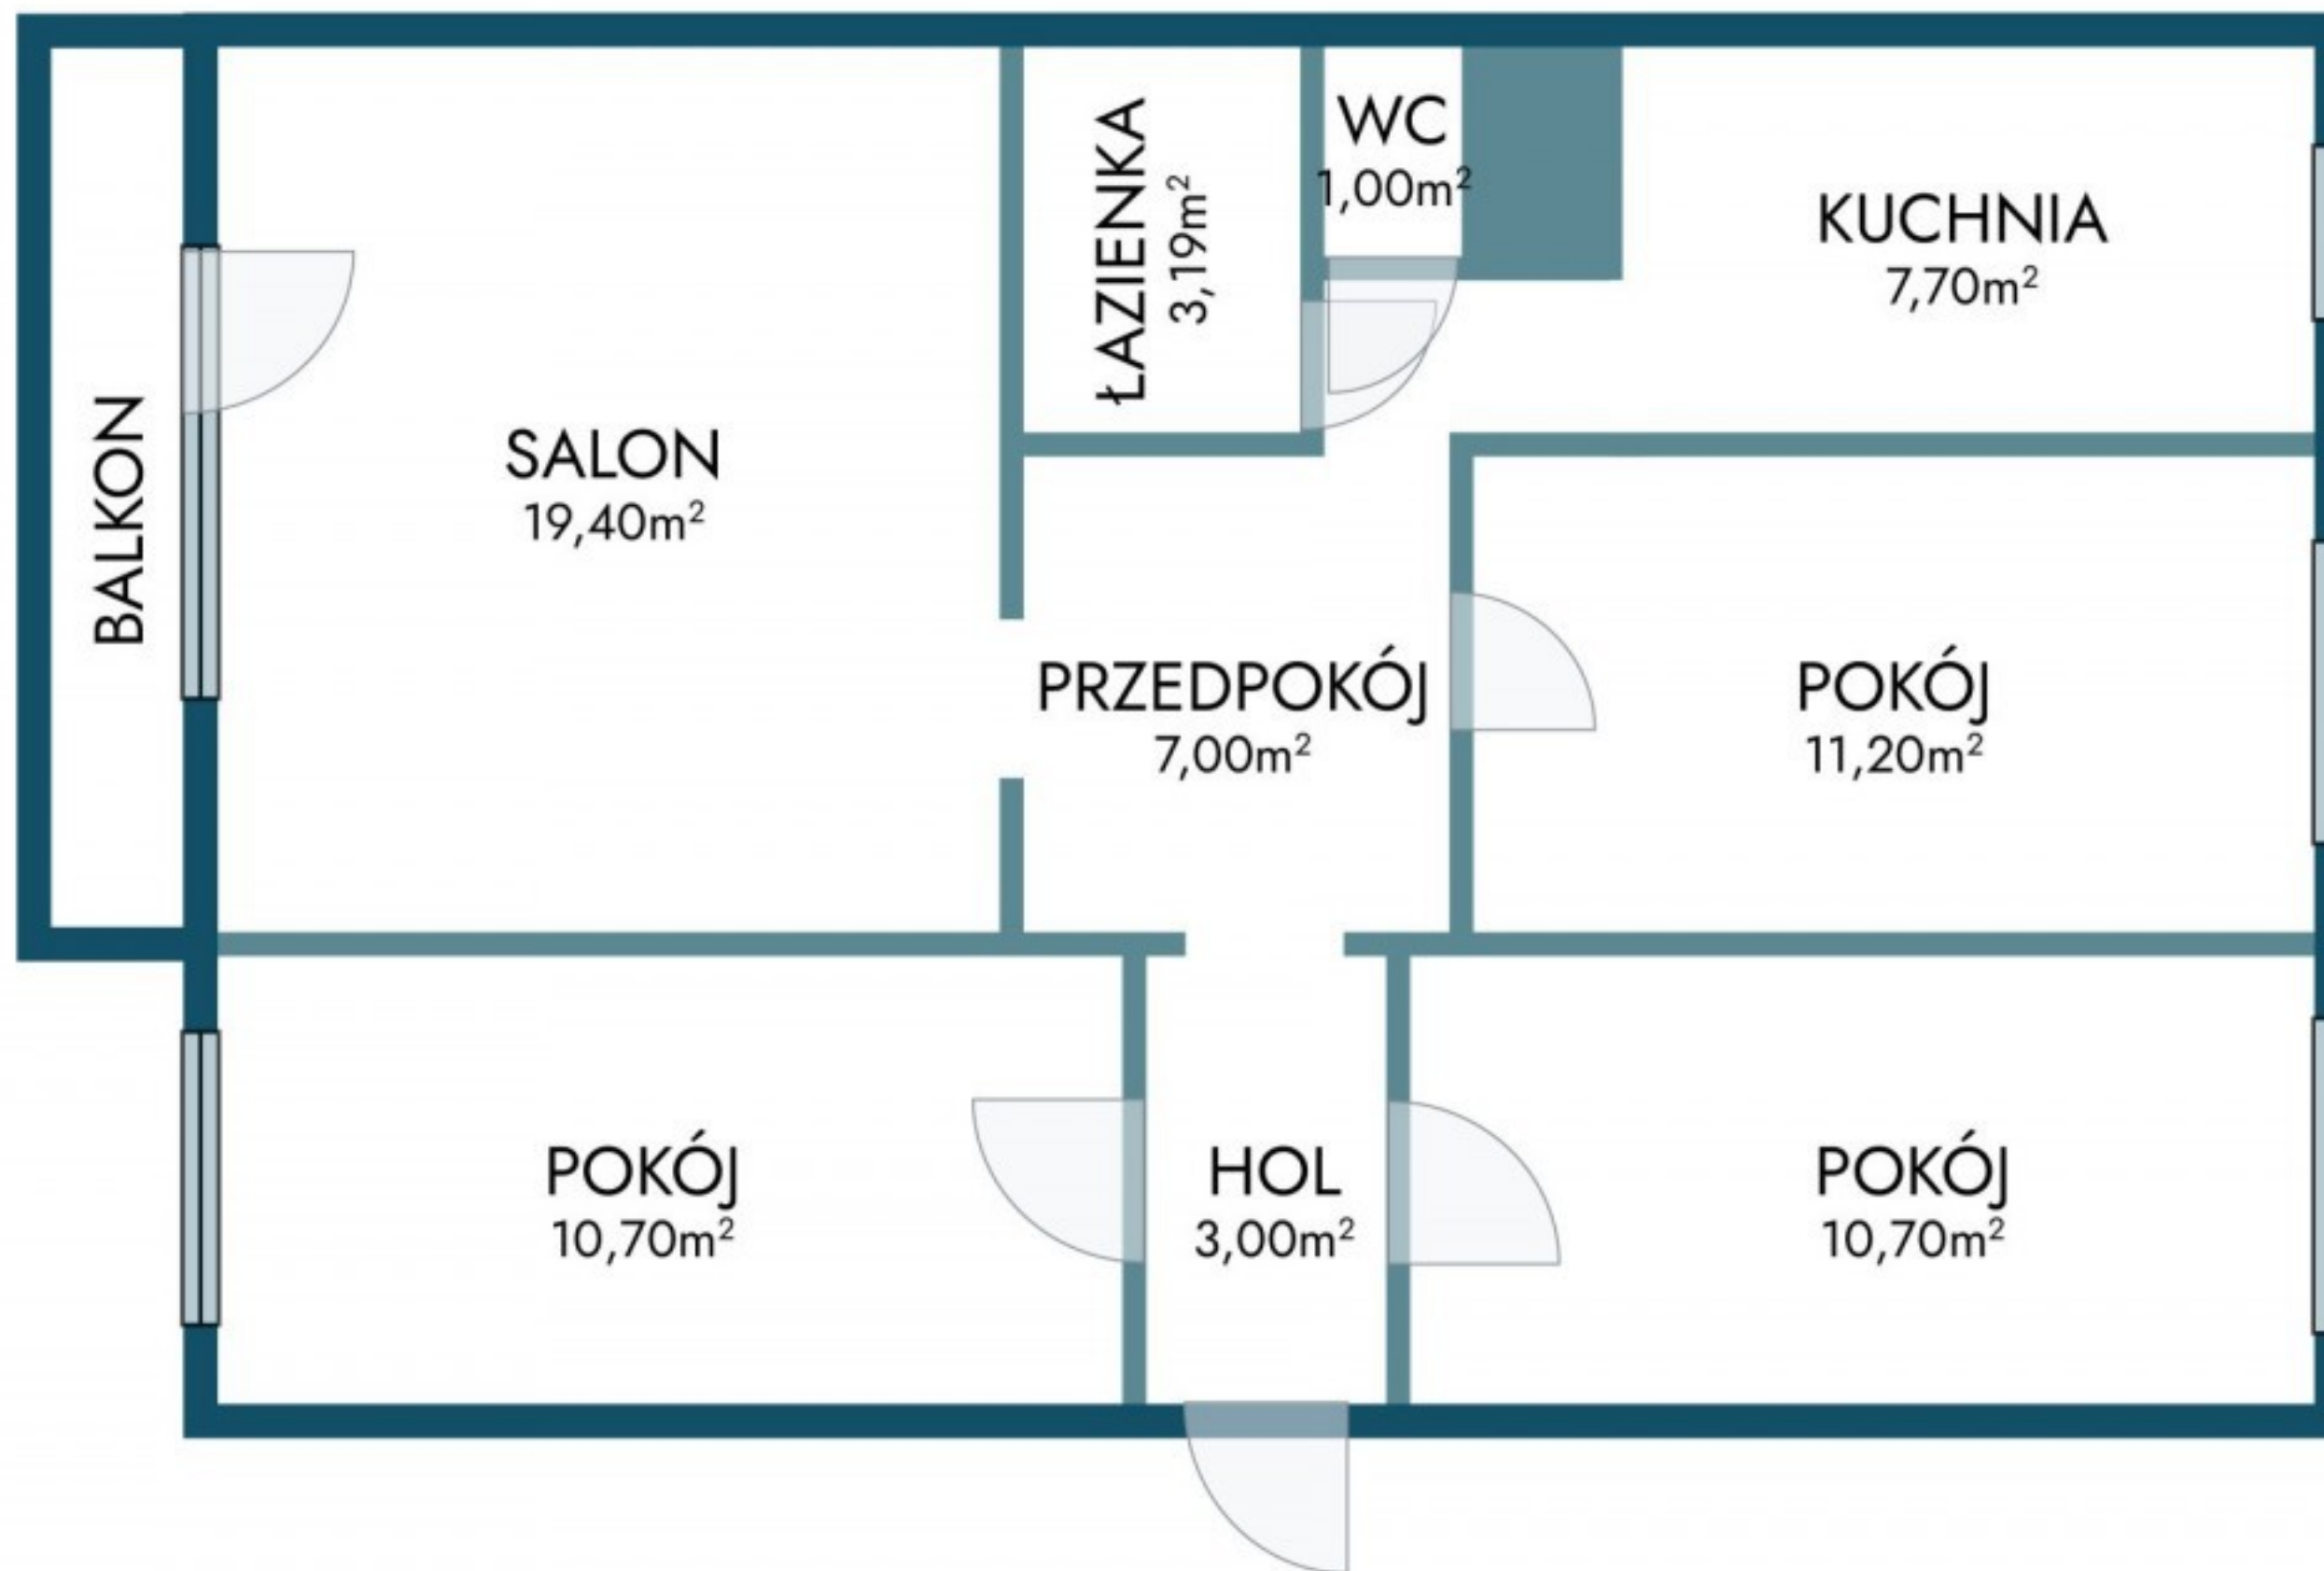 WC
1,00m²
ŁAZIENKA
3,19m²
KUCHNIA
7,70m²
BALKON
SALON
19,40m²
PRZEDPOKÓJ
7,00m²
POKÓJ
11,20m²
POKÓJ
10,70m²
HOL
3,00m²
POKÓJ
10,70m²